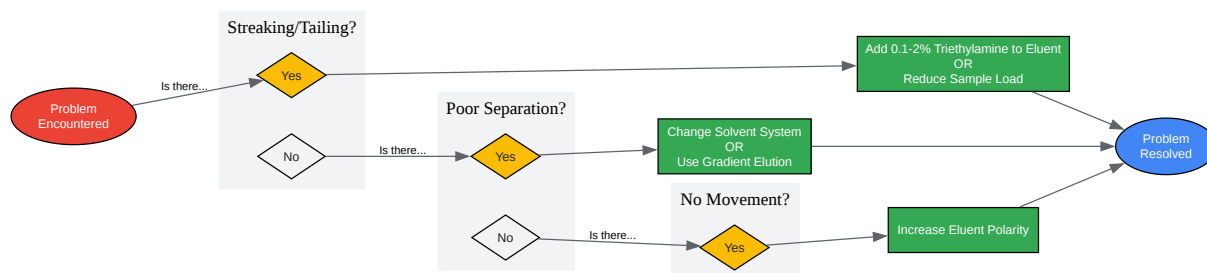 Streaking/Tailing?
Yes
Is there...
Problem
Encountered
No
Add 0.1-2% Triethylamine to Eluent
OR
Reduce Sample Load
Poor Separation?
Is there...
Yes
Change Solvent System
OR
Use Gradient Elution
Problem
Resolved
No
Is there...
No Movement?
Yes
Increase Eluent Polarity